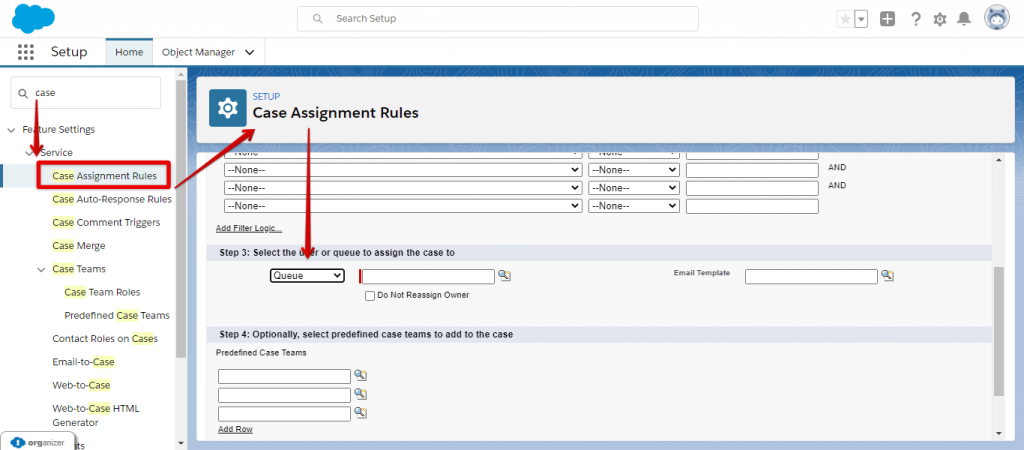 Search Setup
Setup
Home
Object Manager
case
Feature Settings
Service
Case Assignment Rules
Case Auto-Response Rules
Case Comment Triggers
Case Merge
Case Teams
Case Team Roles
Predefined Case Teams
Contact Roles on Cases
Email-to-Case
Web-to-Case
Web-to-Case HTML
Generator
organizer
SETUP
Case Assignment Rules
--None-- --None--
--None-- --None-- AND
--None-- --None-- AND
--None-- --None--
Add Filter Logic...
Step 3: Select the user or queue to assign the case to
Queue
Email Template
Do Not Reassign Owner
Step 4: Optionally, select predefined case teams to add to the case
Predefined Case Teams
Add Row